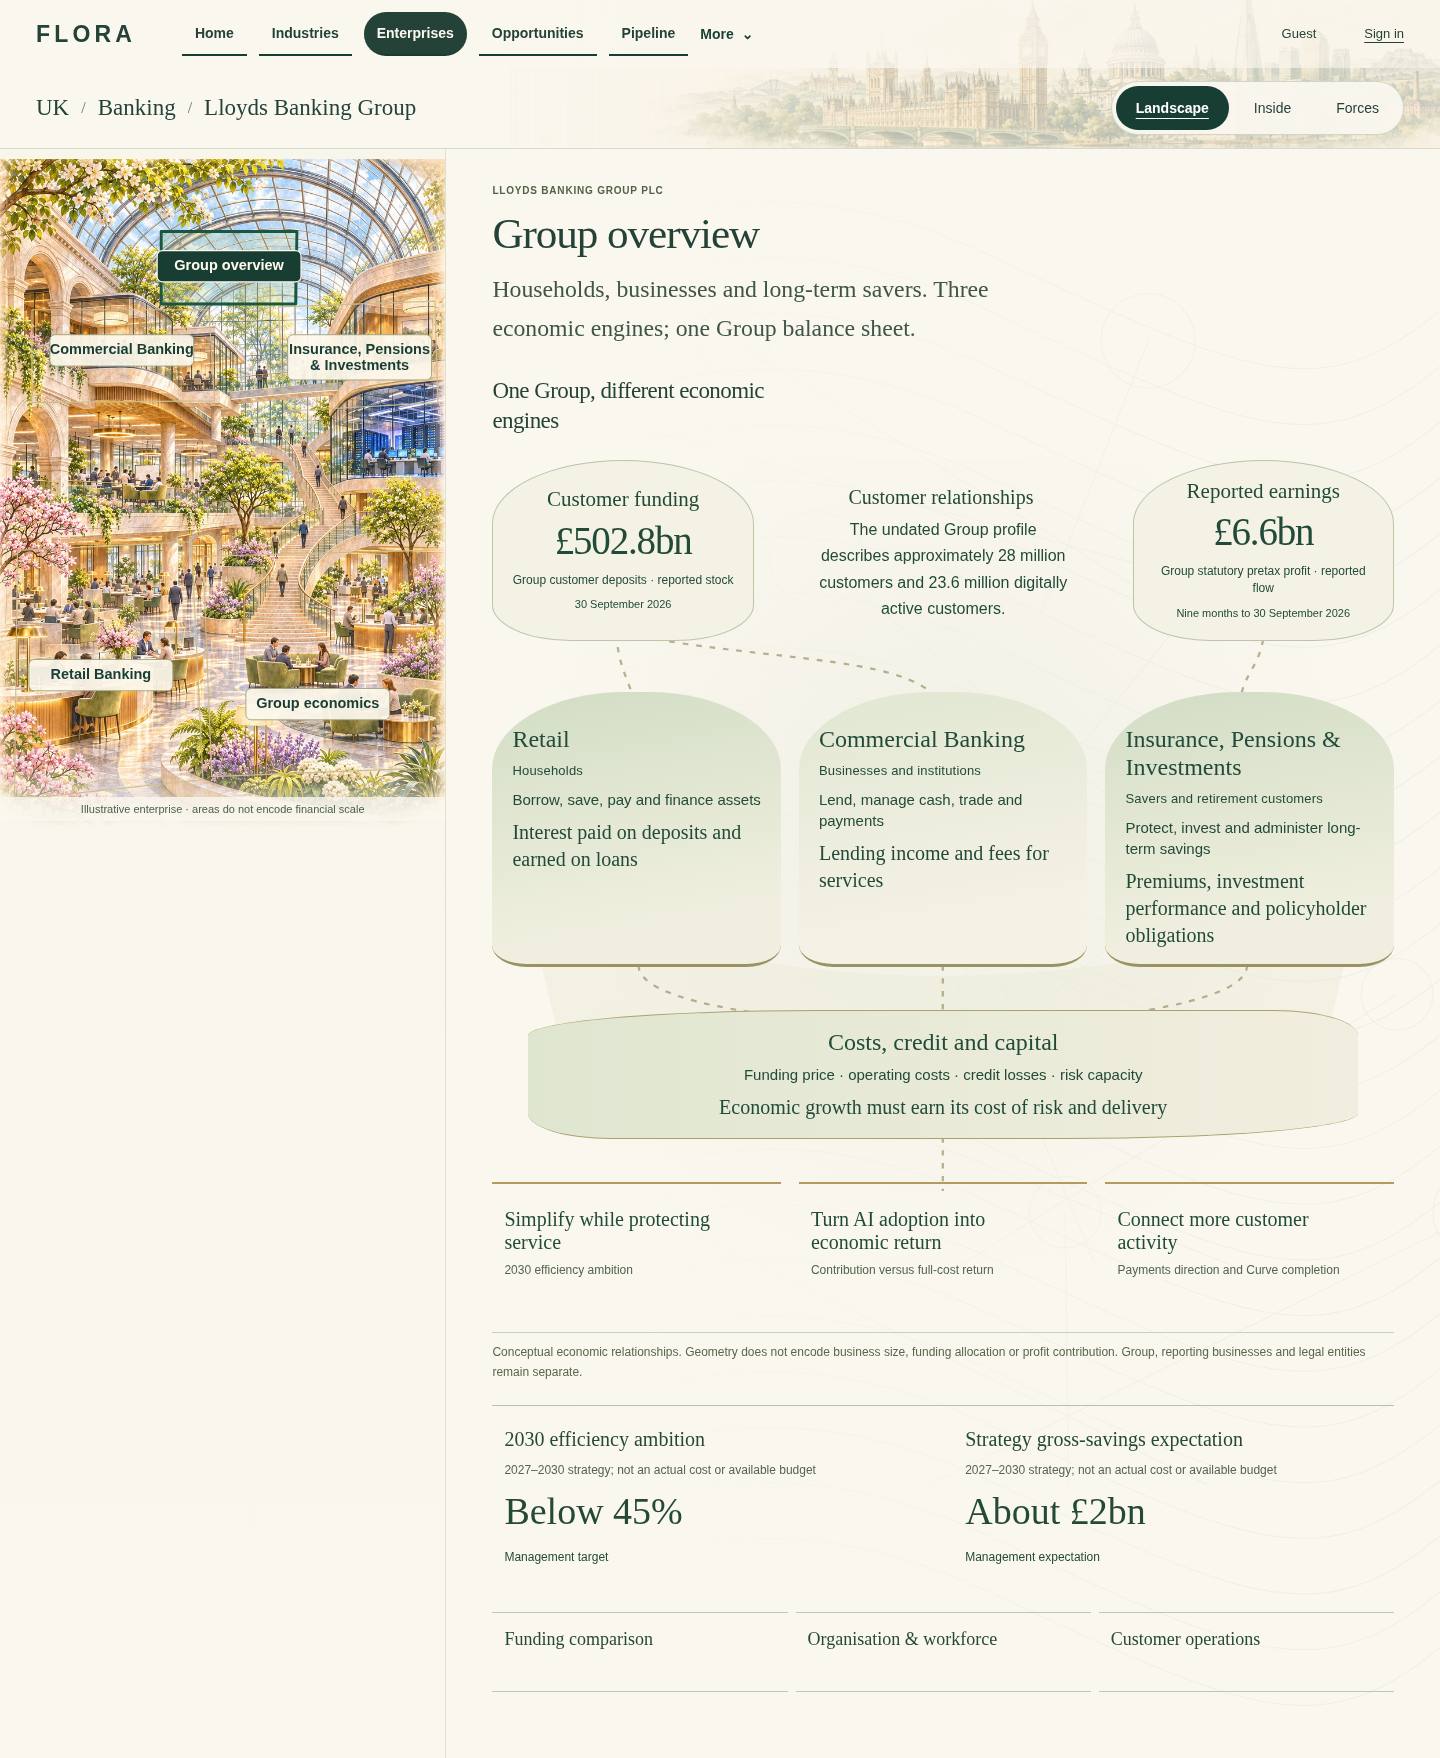 FLORA
Home
Industries
Enterprises
Opportunities
Pipeline
More
Guest
Sign in
UK / Banking / Lloyds Banking Group
Landscape
Inside
Forces
Group overview
Commercial Banking
Insurance, Pensions
& Investments
Retail Banking
Group economics
Illustrative enterprise · areas do not encode financial scale
LLOYDS BANKING GROUP PLC
Group overview
Households, businesses and long-term savers. Three
economic engines; one Group balance sheet.
One Group, different economic
engines
Customer funding
£502.8bn
Group customer deposits · reported stock
30 September 2026
Customer relationships
The undated Group profile
describes approximately 28 million
customers and 23.6 million digitally
active customers.
Reported earnings
£6.6bn
Group statutory pretax profit · reported
flow
Nine months to 30 September 2026
Retail
Households
Borrow, save, pay and finance assets
Interest paid on deposits and
earned on loans
Commercial Banking
Businesses and institutions
Lend, manage cash, trade and
payments
Lending income and fees for
services
Insurance, Pensions &
Investments
Savers and retirement customers
Protect, invest and administer long-
term savings
Premiums, investment
performance and policyholder
obligations
Costs, credit and capital
Funding price · operating costs · credit losses · risk capacity
Economic growth must earn its cost of risk and delivery
Simplify while protecting
service
2030 efficiency ambition
Turn AI adoption into
economic return
Contribution versus full-cost return
Connect more customer
activity
Payments direction and Curve completion
Conceptual economic relationships. Geometry does not encode business size, funding allocation or profit contribution. Group, reporting businesses and legal entities
remain separate.
2030 efficiency ambition
2027–2030 strategy; not an actual cost or available budget
Below 45%
Management target
Strategy gross-savings expectation
2027–2030 strategy; not an actual cost or available budget
About £2bn
Management expectation
Funding comparison
Organisation & workforce
Customer operations